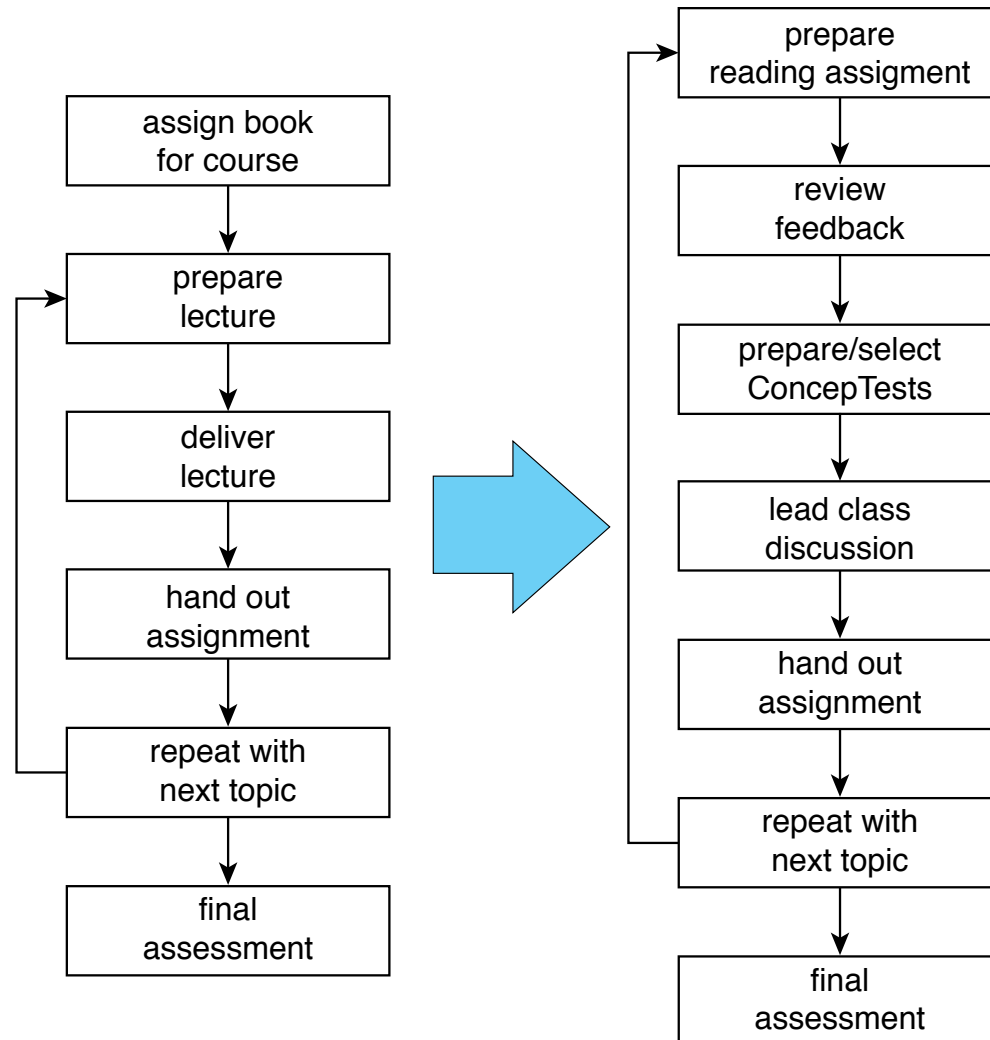 assign book
for course
prepare
lecture
deliver
lecture
hand out
assignment
repeat with
next topic
final
assessment
prepare
reading assigment
review
feedback
prepare/select
ConcepTests
lead class
discussion
hand out
assignment
repeat with
next topic
final
assessment